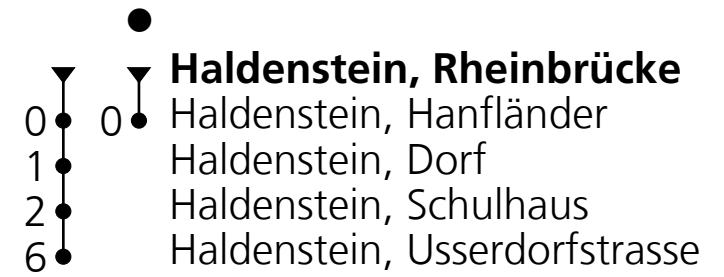 Haldenstein, Rheinbrücke
0 0 Haldenstein, Hanfländer
1 Haldenstein, Dorf
2 Haldenstein, Schulhaus
6 Haldenstein, Usserdorfstrasse